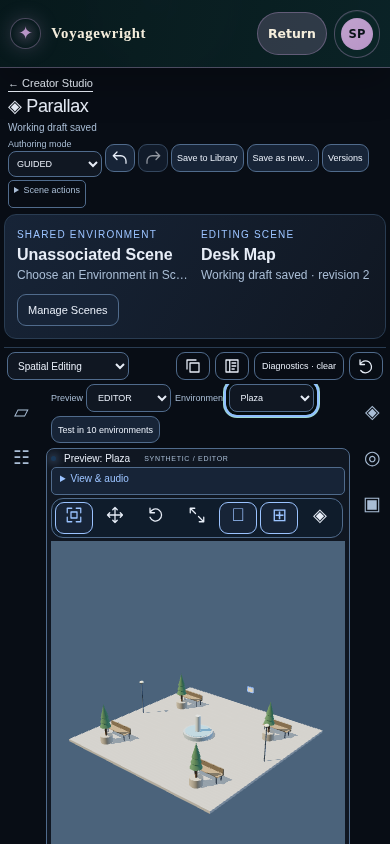 Voyagewright
Return
SP
← Creator Studio
◈ Parallax
Working draft saved
Authoring mode
GUIDED
Save to Library
Save as new…
Versions
Scene actions
SHARED ENVIRONMENT
Unassociated Scene
Choose an Environment in Sc…
EDITING SCENE
Desk Map
Working draft saved · revision 2
Manage Scenes
Spatial Editing
Diagnostics · clear
Preview
EDITOR
Environmen
Plaza
Test in 10 environments
Preview: Plaza
SYNTHETIC / EDITOR
View & audio